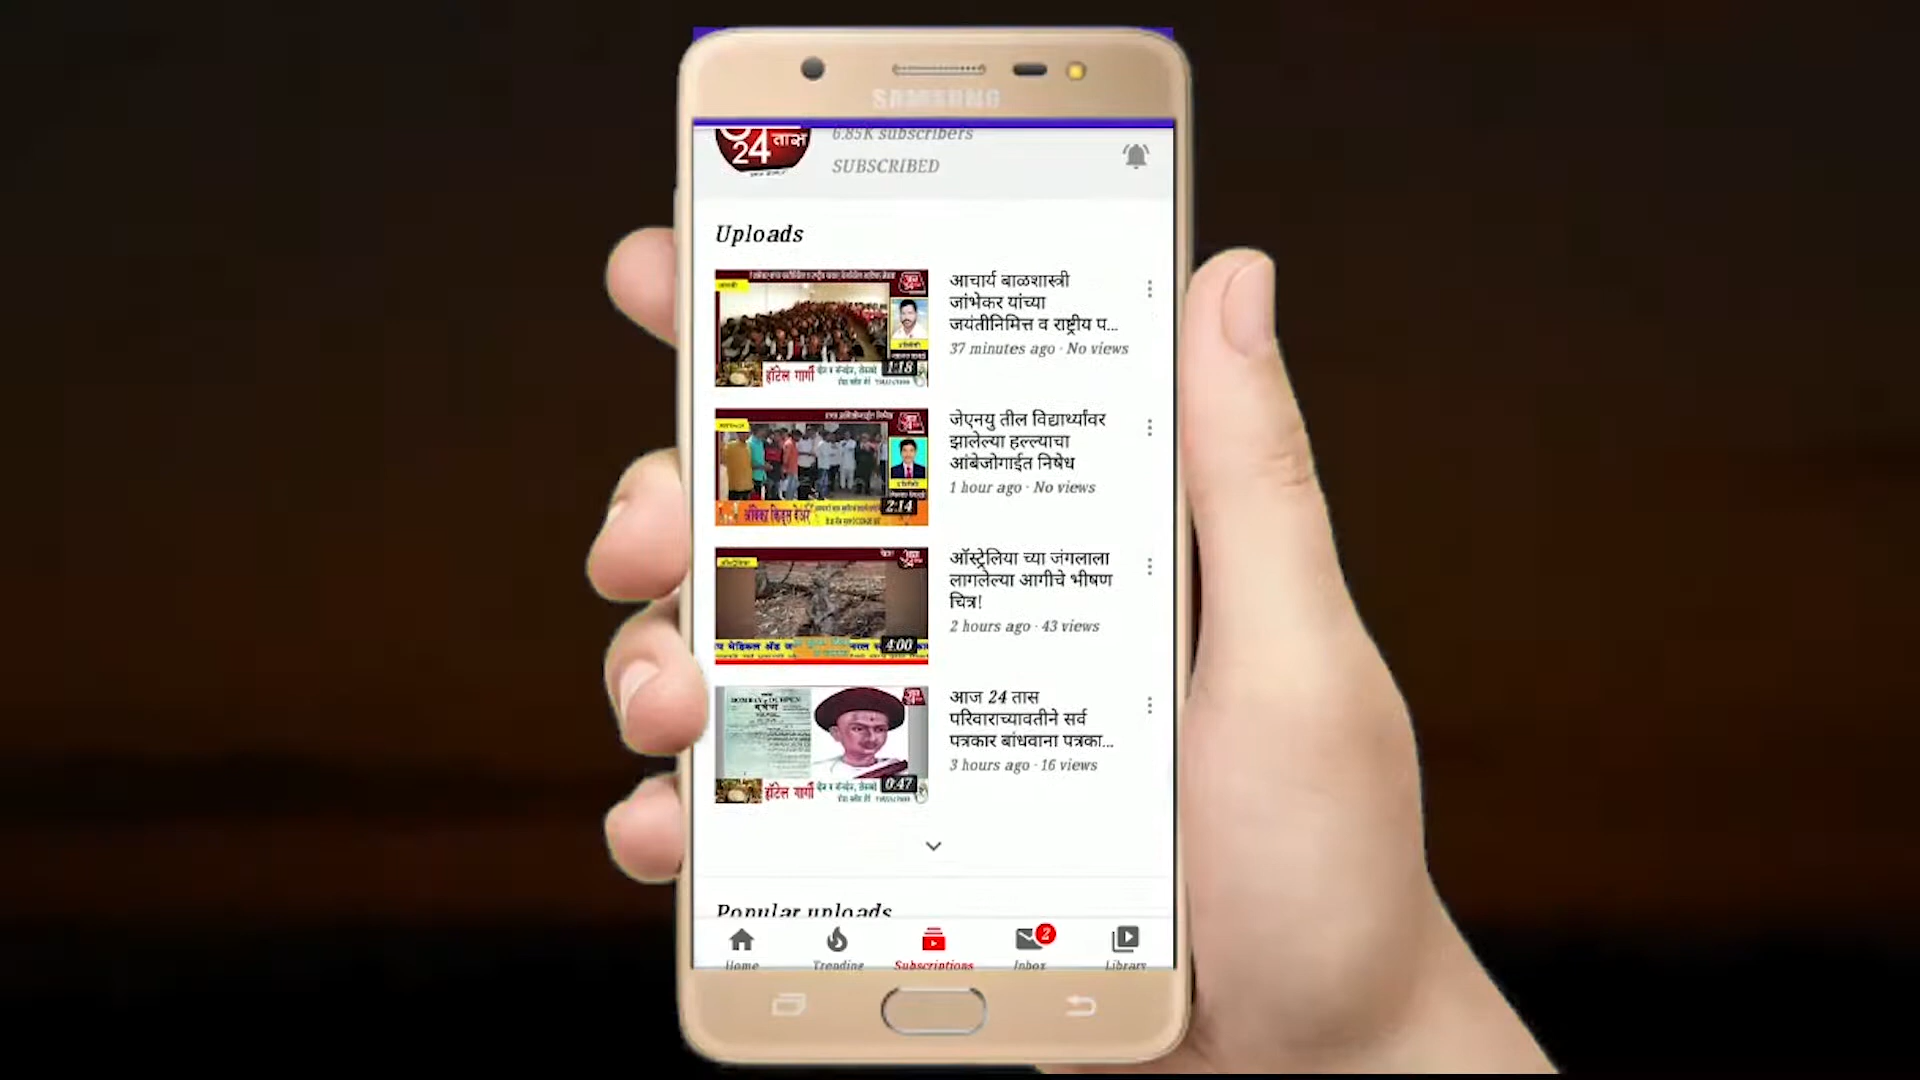 SAMSUNG
24 तास
6.85K subscribers
SUBSCRIBED
Uploads
आचार्य बाळशास्त्री
जांभेकर यांच्या
जयंतीनिमित्त व राष्ट्रीय प...
37 minutes ago · No views
1:18
हॉटेल गार्गी
जेएनयु तील विद्यार्थ्यांवर
झालेल्या हल्ल्याचा
आंबेजोगाईत निषेध
1 hour ago · No views
2:14
अंबिका किड्स वेअर
ऑस्ट्रेलिया च्या जंगलाला
लागलेल्या आगीचे भीषण
चित्र!
2 hours ago · 43 views
4:00
आज 24 तास
परिवाराच्यावतीने सर्व
पत्रकार बांधवाना पत्रका...
3 hours ago · 16 views
0:47
हॉटेल गार्गी
Popular uploads
2
Home
Trending
Subscriptions
Inbox
Library